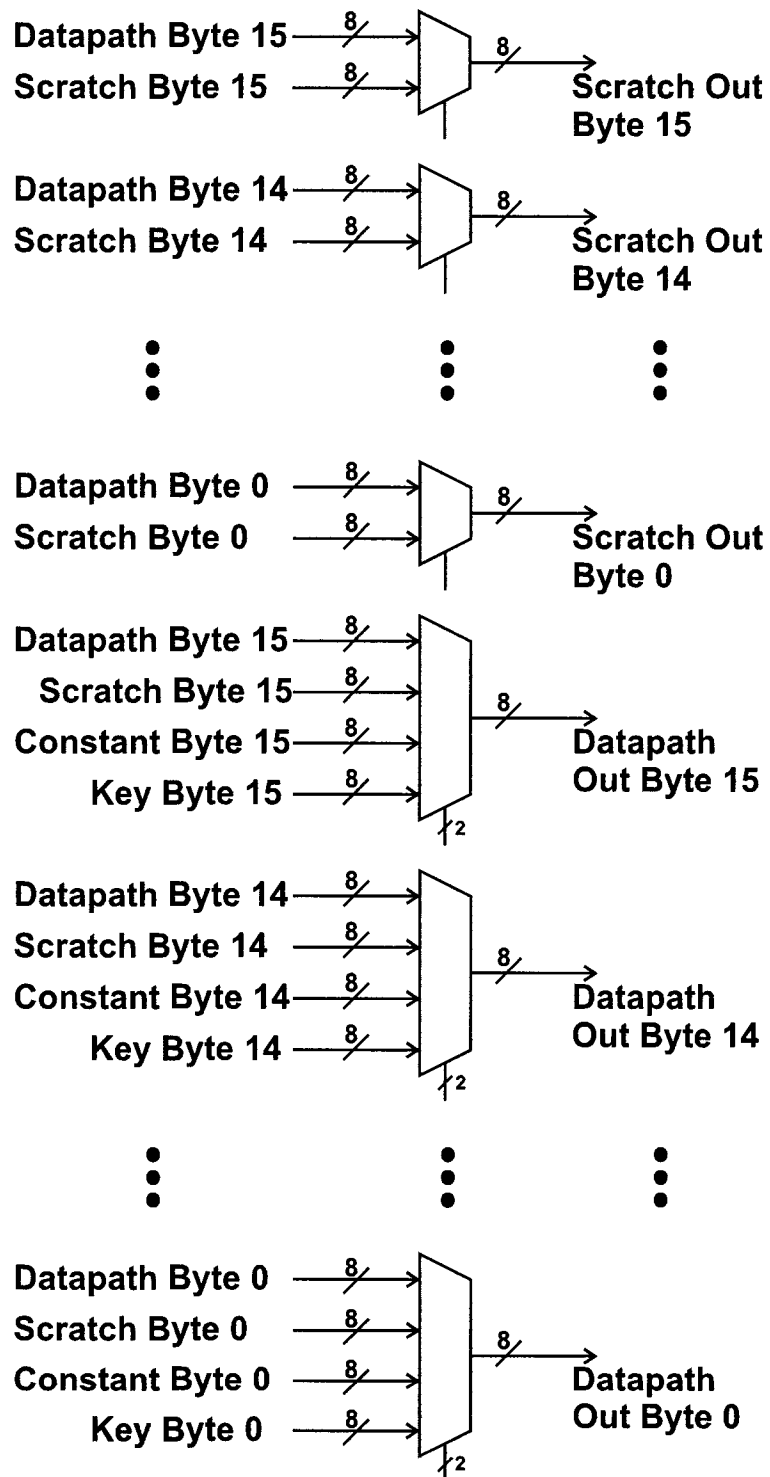 Datapath Byte 15
8
8
Scratch Byte 15
8
Scratch Out
Byte 15
Datapath Byte 14
8
8
Scratch Byte 14
8
Scratch Out
Byte 14
Datapath Byte 0
8
8
Scratch Byte 0
8
Scratch Out
Byte 0
Datapath Byte 15
8
Scratch Byte 15
8
8
Constant Byte 15
8
Datapath
Out Byte 15
Key Byte 15
8
2
Datapath Byte 14
8
Scratch Byte 14
8
8
Constant Byte 14
8
Datapath
Out Byte 14
Key Byte 14
8
2
Datapath Byte 0
8
Scratch Byte 0
8
8
Constant Byte 0
8
Datapath
Out Byte 0
Key Byte 0
8
2